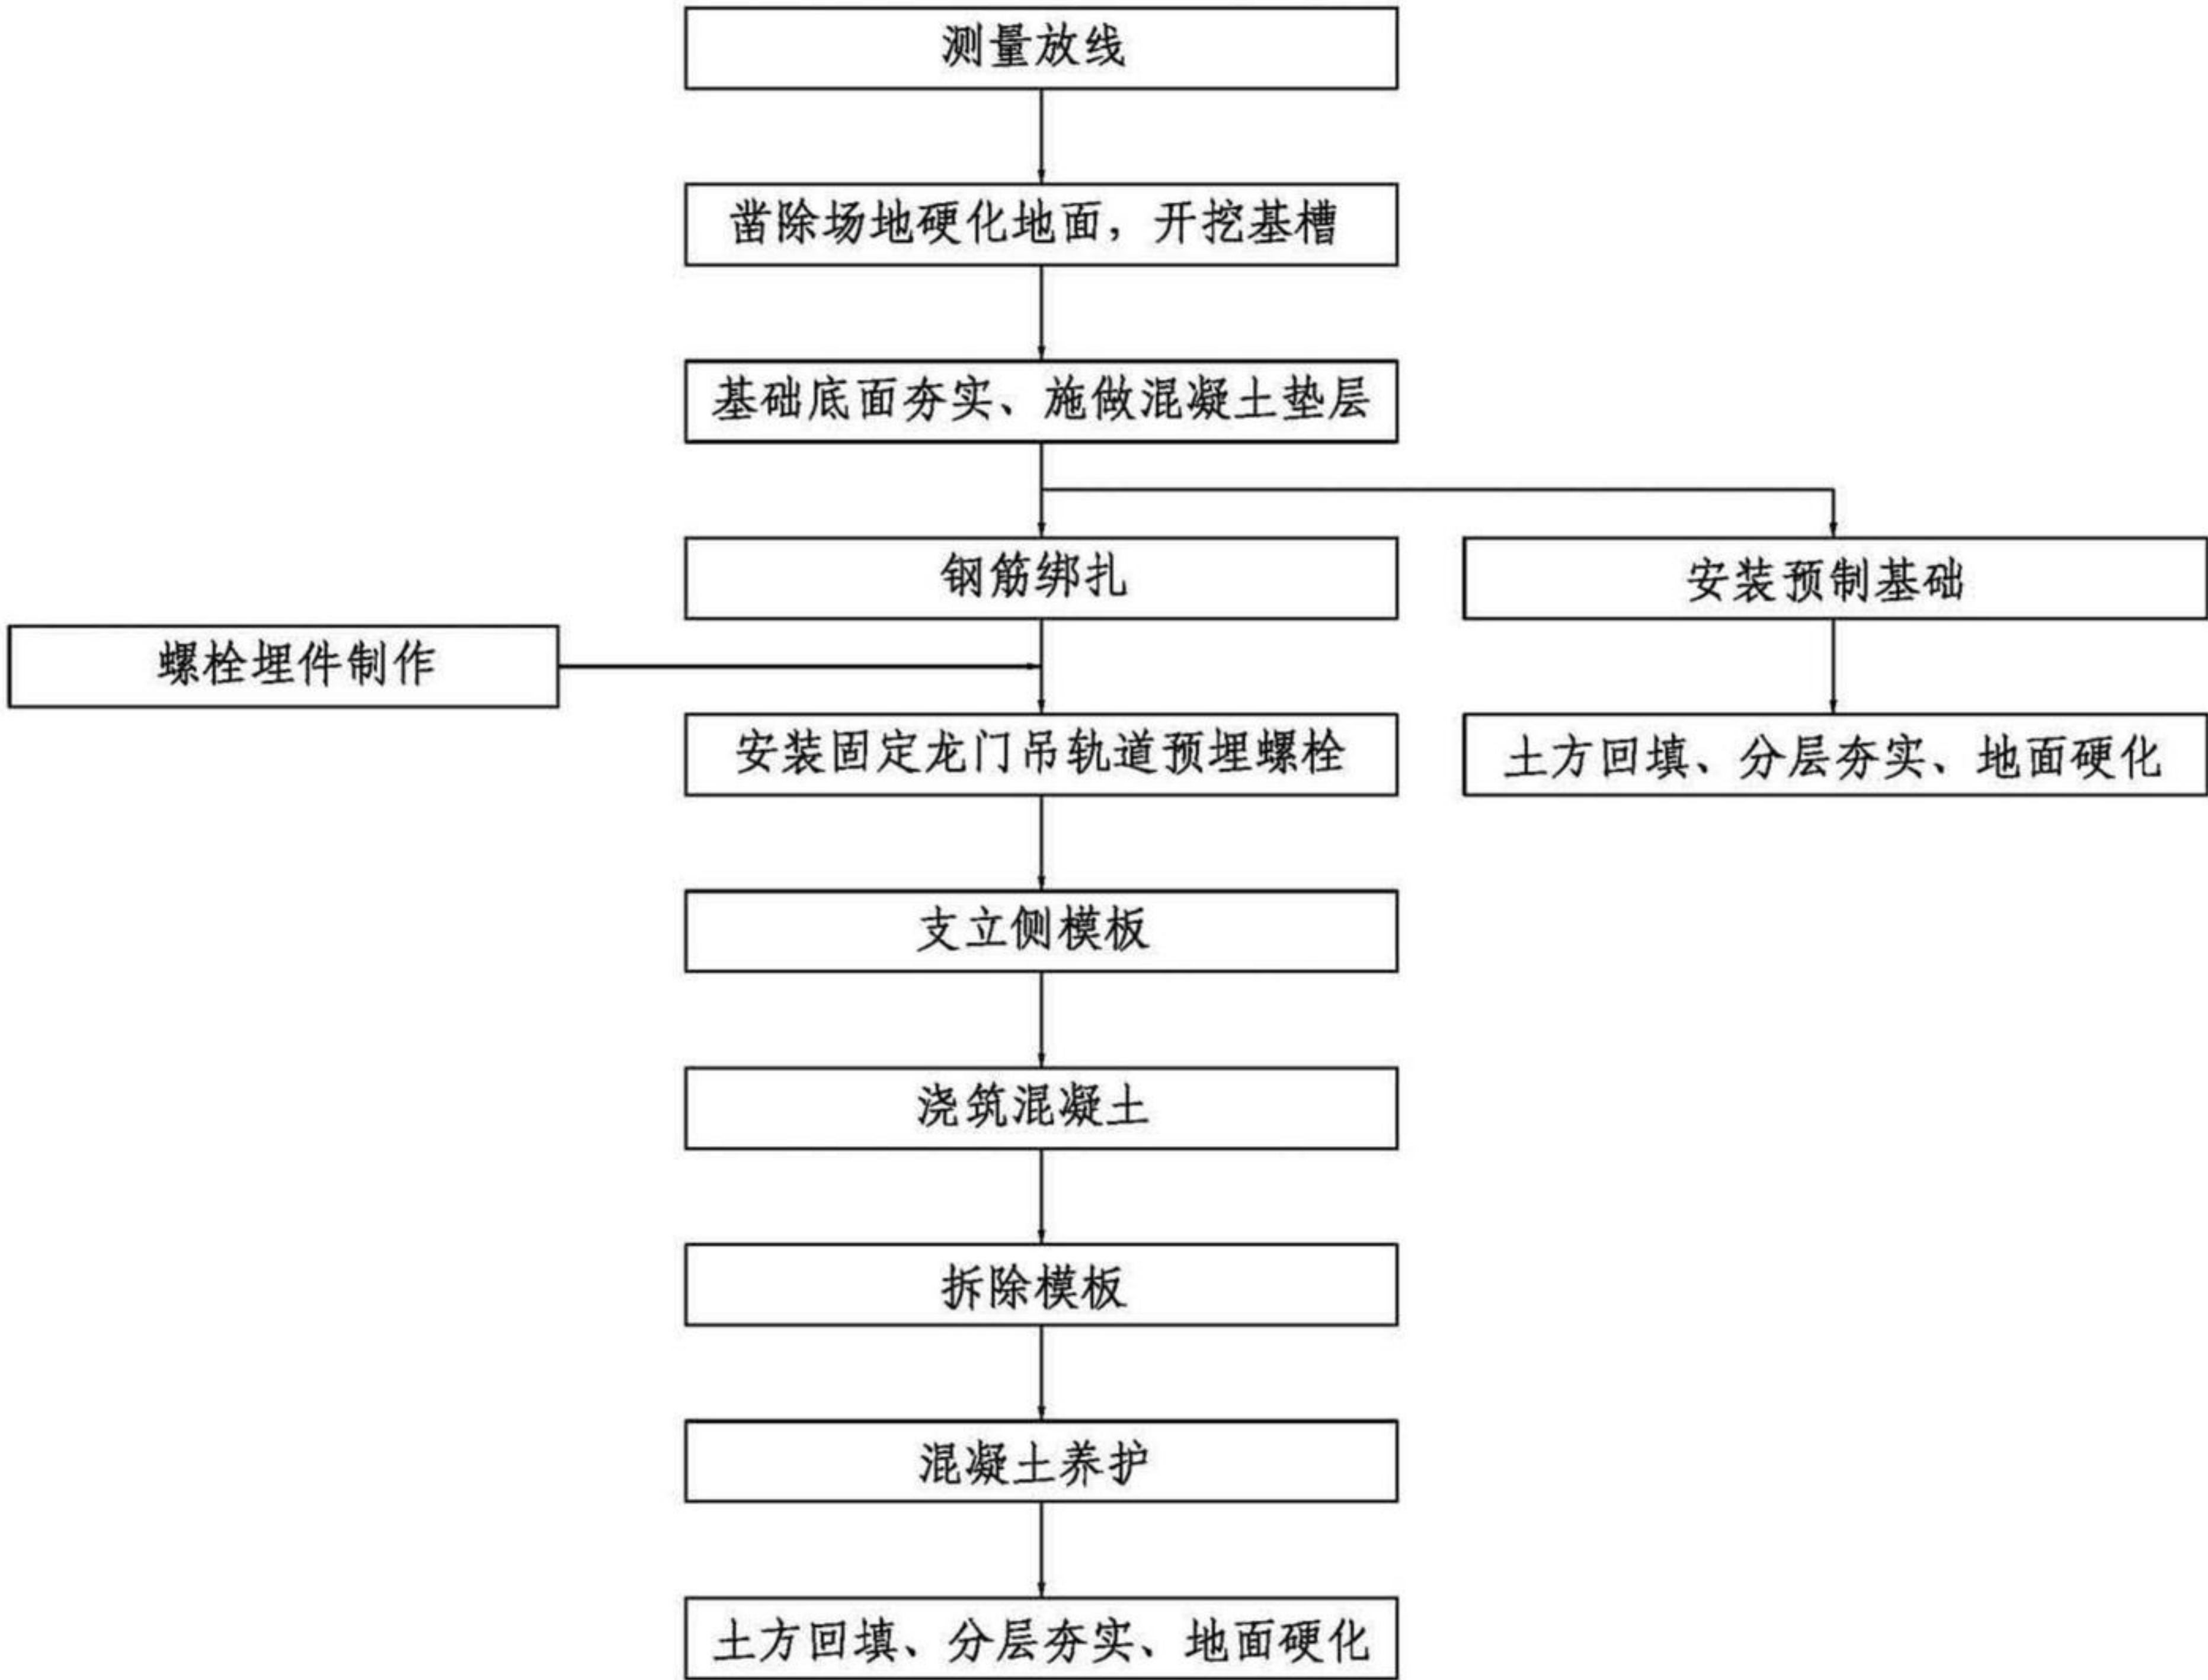 测量放线
凿除场地硬化地面，开挖基槽
基础底面夯实、施做混凝土垫层
钢筋绑扎
安装预制基础
螺栓埋件制作
安装固定龙门吊轨道预埋螺栓
土方回填、分层夯实、地面硬化
支立侧模板
浇筑混凝土
拆除模板
混凝土养护
土方回填、分层夯实、地面硬化